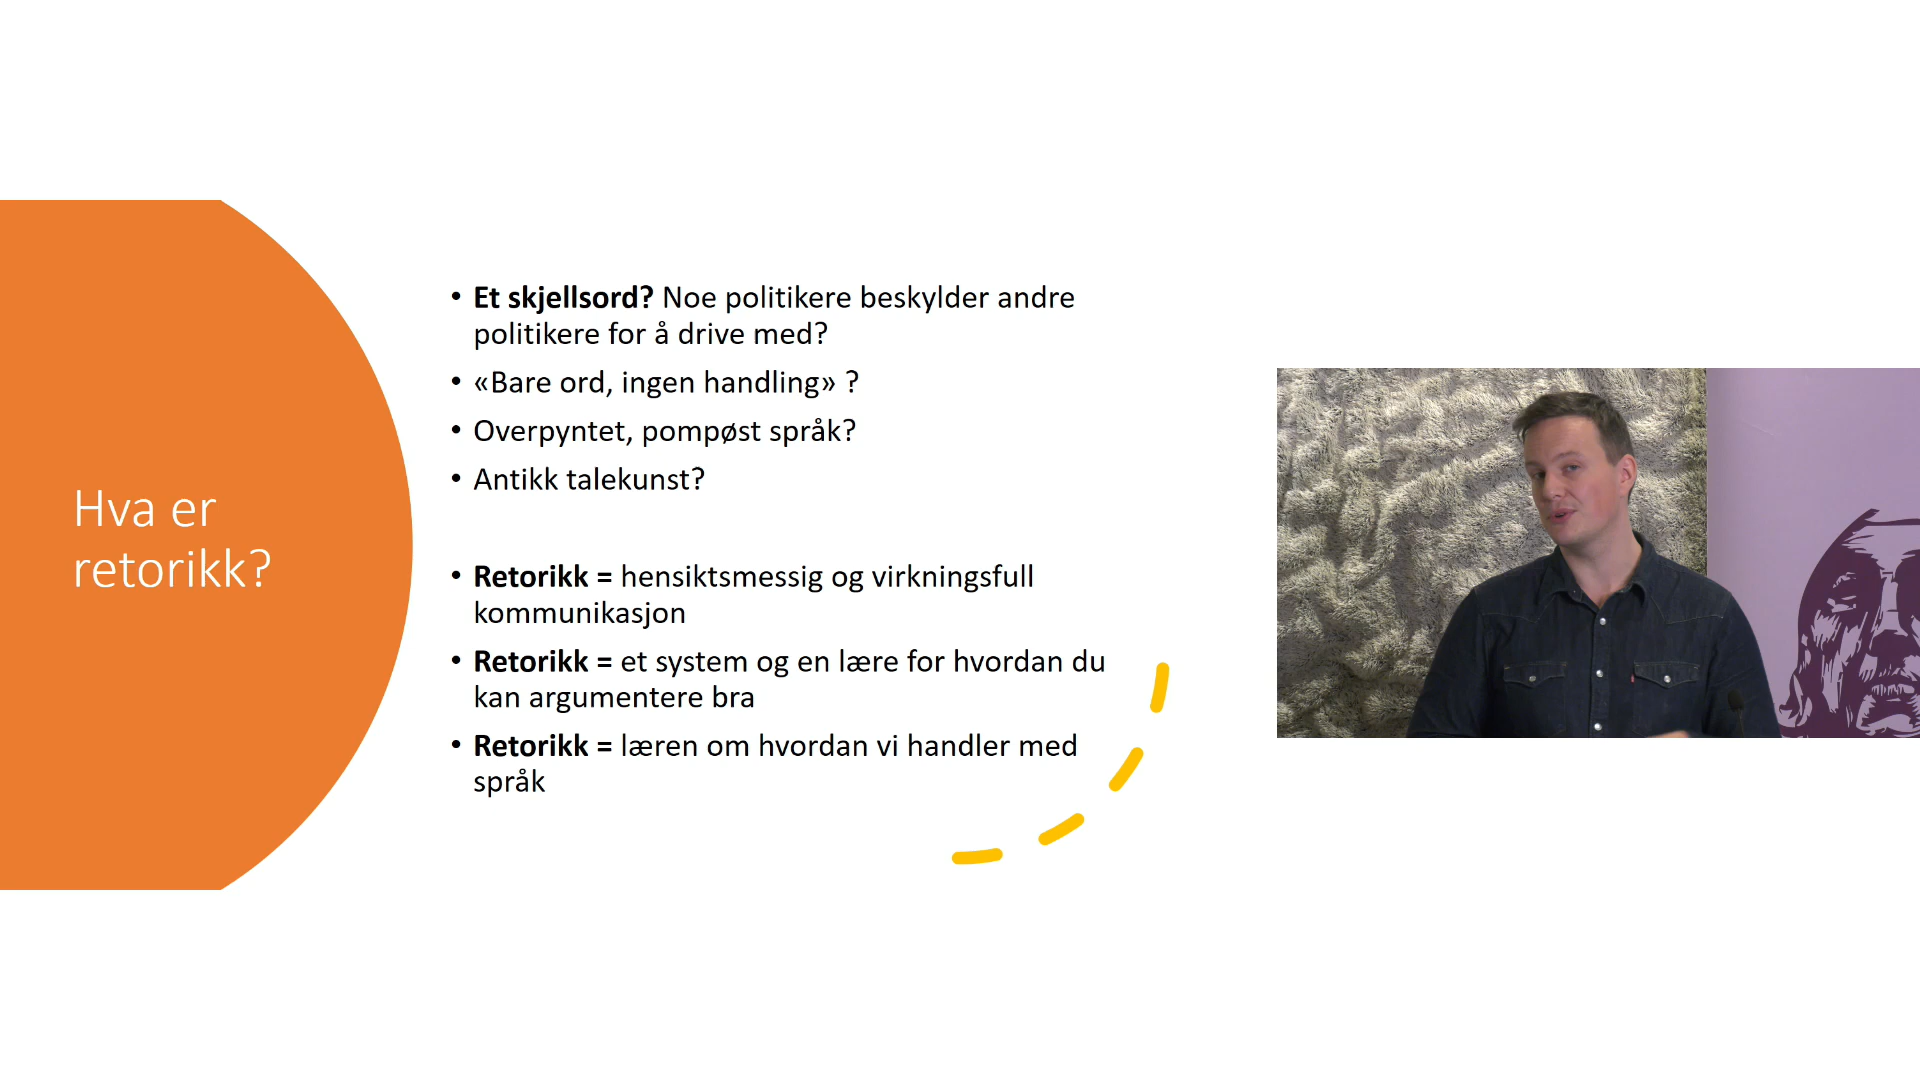 Hva er
retorikk?
• Et skjellsord? Noe politikere beskylder andre
politikere for å drive med?
• «Bare ord, ingen handling» ?
• Overpyntet, pompøst språk?
• Antikk talekunst?
• Retorikk = hensiktsmessig og virkningsfull
kommunikasjon
• Retorikk = et system og en lære for hvordan du
kan argumentere bra
• Retorikk = læren om hvordan vi handler med
språk